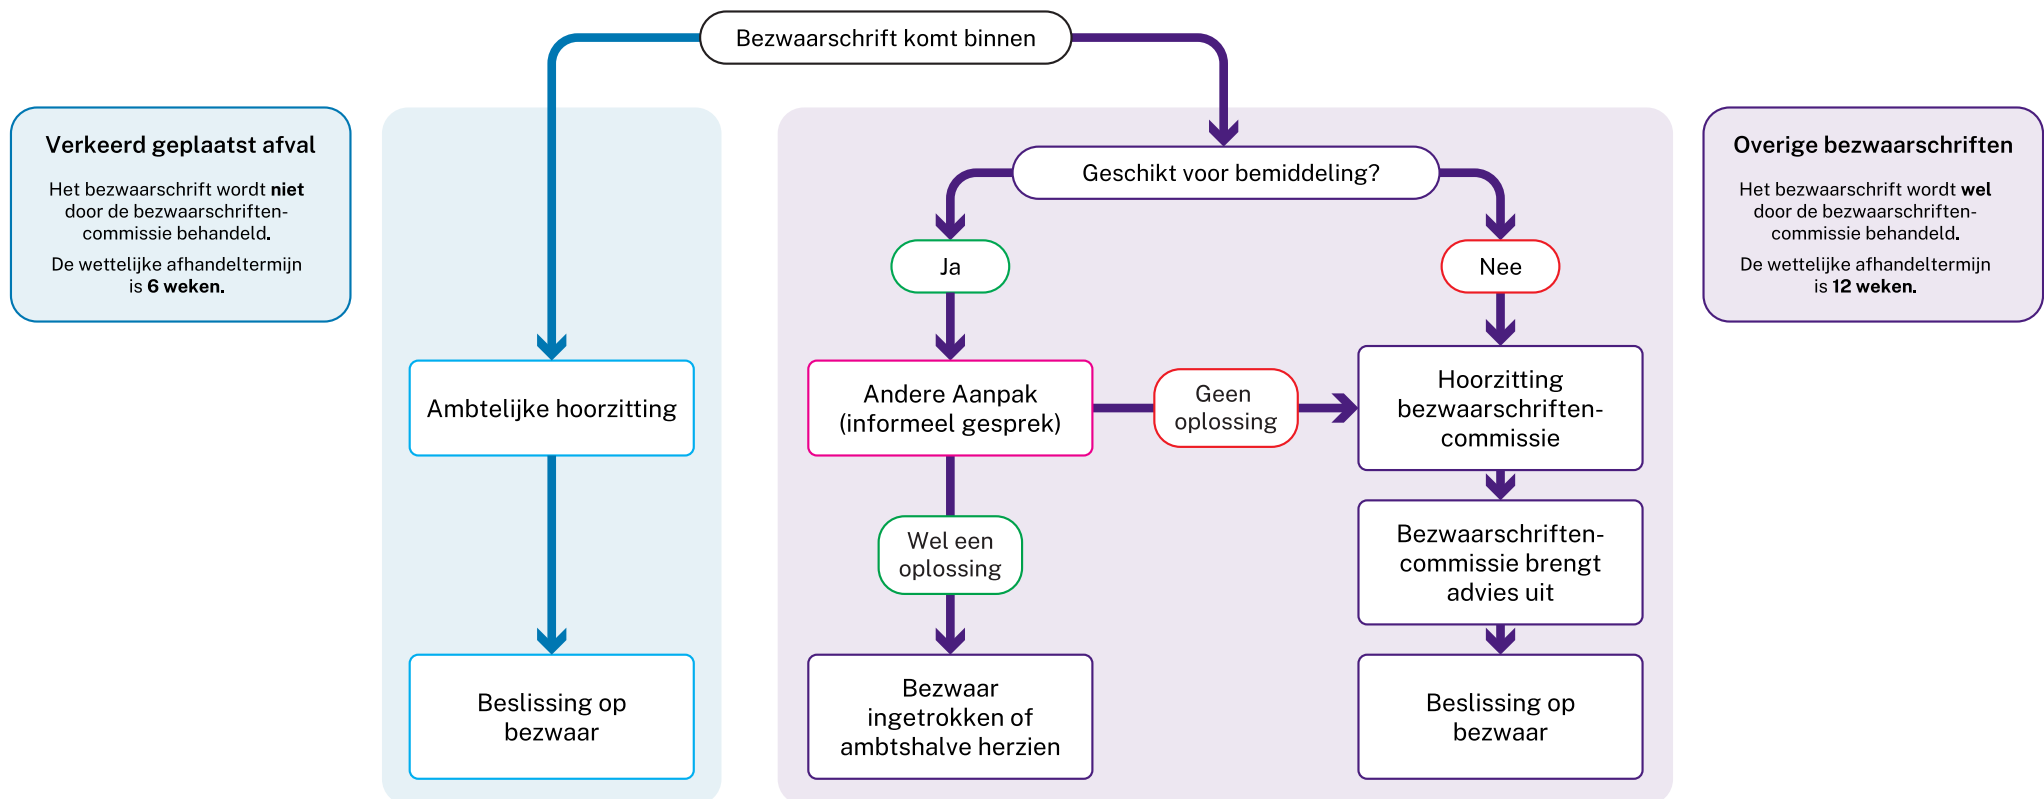 Bezwaarschrift komt binnen
Verkeerd geplaatst afval
Het bezwaarschrift wordt niet
door de bezwaarschriften-
commissie behandeld.
De wettelijke afhandeltermijn
is 6 weken.
Ambtelijke hoorzitting
Beslissing op
bezwaar
Geschikt voor bemiddeling?
Ja
Nee
Andere Aanpak
(informeel gesprek)
Geen
oplossing
Hoorzitting
bezwaarschriften-
commissie
Wel een
oplossing
Bezwaarschriften-
commissie brengt
advies uit
Bezwaar
ingetrokken of
ambtshalve herzien
Beslissing op
bezwaar
Overige bezwaarschriften
Het bezwaarschrift wordt wel
door de bezwaarschriften-
commissie behandeld.
De wettelijke afhandeltermijn
is 12 weken.